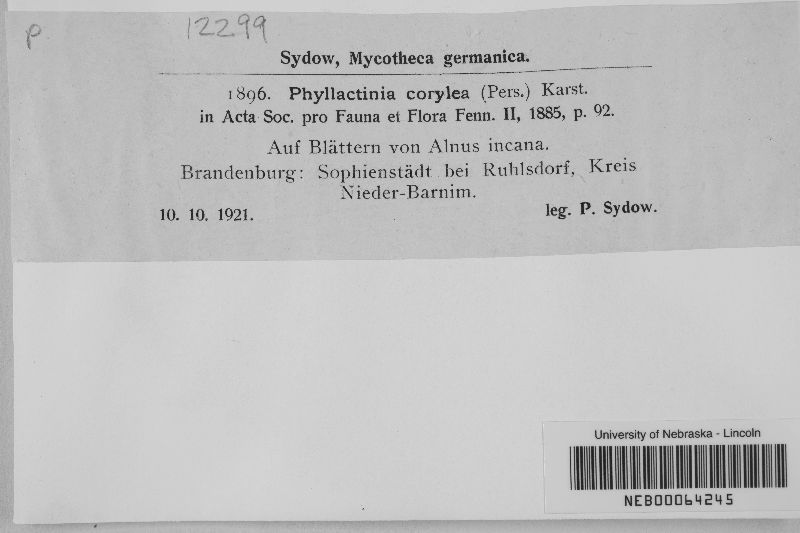 P
12299
Sydow, Mycotheca germanica.
1896. Phyllactinia corylea (Pers.) Karst.
in Acta Soc. pro Fauna et Flora Fenn. II, 1885, p. 92.
Auf Blättern von Alnus incana.
Brandenburg: Sophienstädt bei Ruhlsdorf, Kreis
Nieder-Barnim.
10. 10. 1921. leg. P. Sydow.
University of Nebraska - Lincoln
NEB00064245